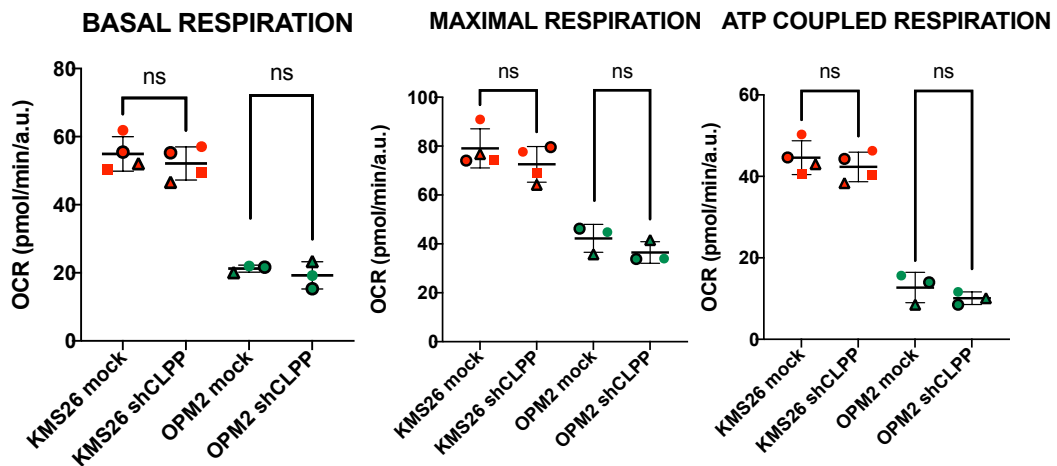 BASAL RESPIRATION
ns
ns
80
60
40
20
0
OCR (pmol/min/a.u.)
KMS26 mock
KMS26 shCLPP
OPM2 mock
OPM2 shCLPP
MAXIMAL RESPIRATION
ns
ns
100
80
60
40
20
0
OCR (pmol/min/a.u.)
KMS26 mock
KMS26 shCLPP
OPM2 mock
OPM2 shCLPP
ATP COUPLED RESPIRATION
ns
ns
60
40
20
0
OCR (pmol/min/a.u.)
KMS26 mock
KMS26 shCLPP
OPM2 mock
OPM2 shCLPP